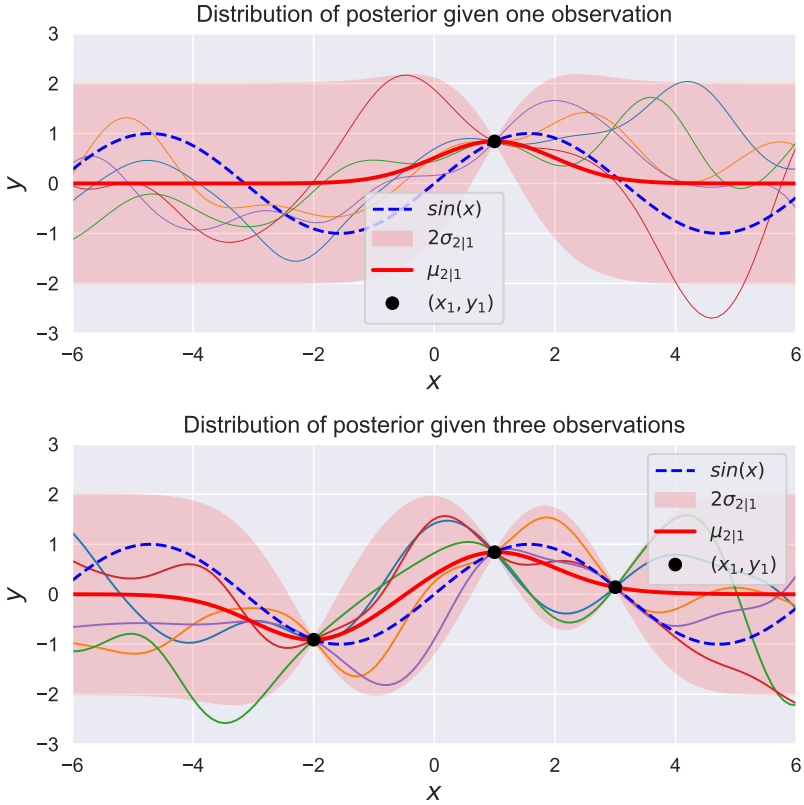 Distribution of posterior given one observation
3
2
1
0
−1
−2
−3
y
sin(x)
2σ2|1
μ2|1
(x1, y1)
−6 −4 −2 0 2 4 6
x
Distribution of posterior given three observations
3
2
1
0
−1
−2
−3
y
sin(x)
2σ2|1
μ2|1
(x1, y1)
−6 −4 −2 0 2 4 6
x